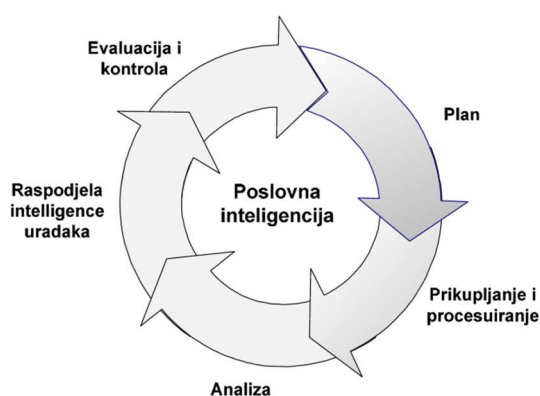 Evaluacija i
kontrola
Plan
Raspodjela
intelligence
uradaka
Poslovna
inteligencija
Prikupljanje i
procesuiranje
Analiza